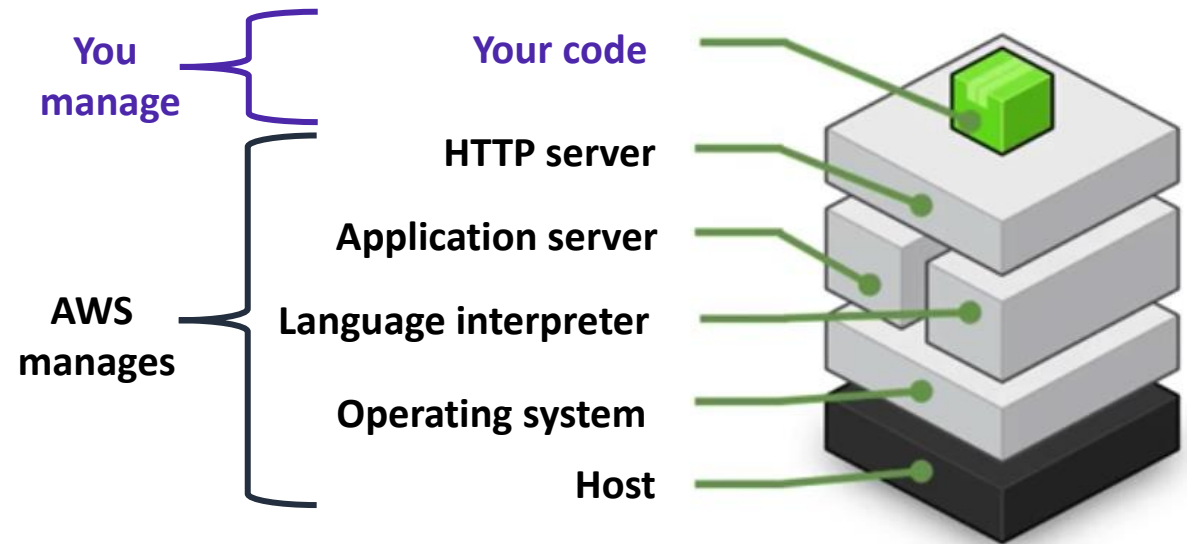 You
manage
Your code
HTTP server
Application server
AWS
manages
Language interpreter
Operating system
Host